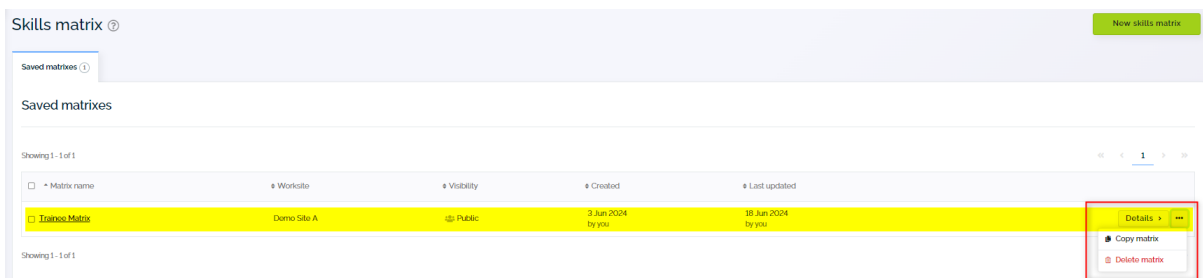 Skills matrix ?
New skills matrix
Saved matrixes 1
Saved matrixes
Showing 1 - 1 of 1
« < 1 > »
Matrix name Worksite Visibility Created Last updated
Trainee Matrix Demo Site A Public 3 Jun 2024 18 Jun 2024 Details > ...
by you by you
Copy matrix
Showing 1 - 1 of 1
Delete matrix